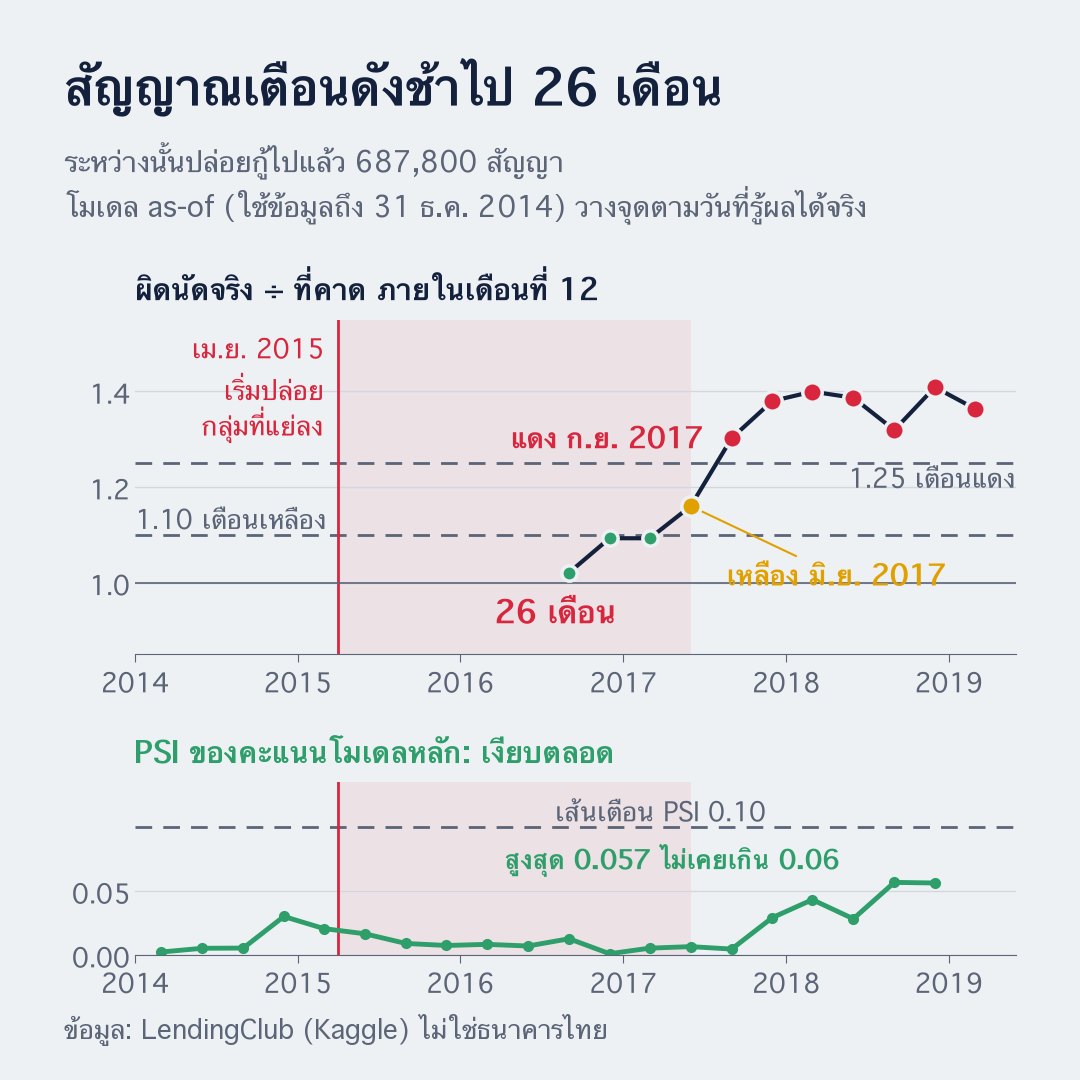 สัญญาณเตือนดังช้าไป 26 เดือน
ระหว่างนั้นปล่อยกู้ไปแล้ว 687,800 สัญญา
โมเดล as-of (ใช้ข้อมูลถึง 31 ธ.ค. 2014) วางจุดตามวันที่รู้ผลได้จริง
ผิดนัดจริง ÷ ที่คาด ภายในเดือนที่ 12
เม.ย. 2015
เริ่มปล่อย
กลุ่มที่แย่ลง
1.4
แดง ก.ย. 2017
1.25 เตือนแดง
1.2
1.10 เตือนเหลือง
เหลือง มิ.ย. 2017
1.0
26 เดือน
2014 2015 2016 2017 2018 2019
PSI ของคะแนนโมเดลหลัก: เงียบตลอด
เส้นเตือน PSI 0.10
สูงสุด 0.057 ไม่เคยเกิน 0.06
0.05
0.00
2014 2015 2016 2017 2018 2019
ข้อมูล: LendingClub (Kaggle) ไม่ใช่ธนาคารไทย